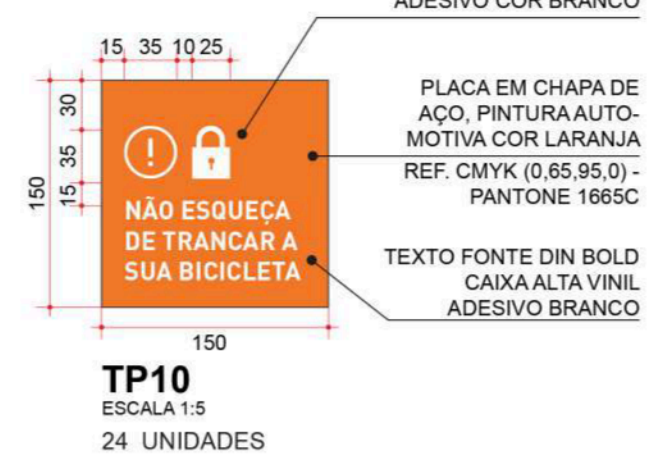 ADESIVO COR BRANCO
15 35 10 25
PLACA EM CHAPA DE
AÇO, PINTURA AUTO-
MOTIVA COR LARANJA
REF. CMYK (0,65,95,0) -
PANTONE 1665C
30
35
15
150
NÃO ESQUEÇA
DE TRANCAR A
SUA BICICLETA
TEXTO FONTE DIN BOLD
CAIXA ALTA VINIL
ADESIVO BRANCO
150
TP10
ESCALA 1:5
24 UNIDADES